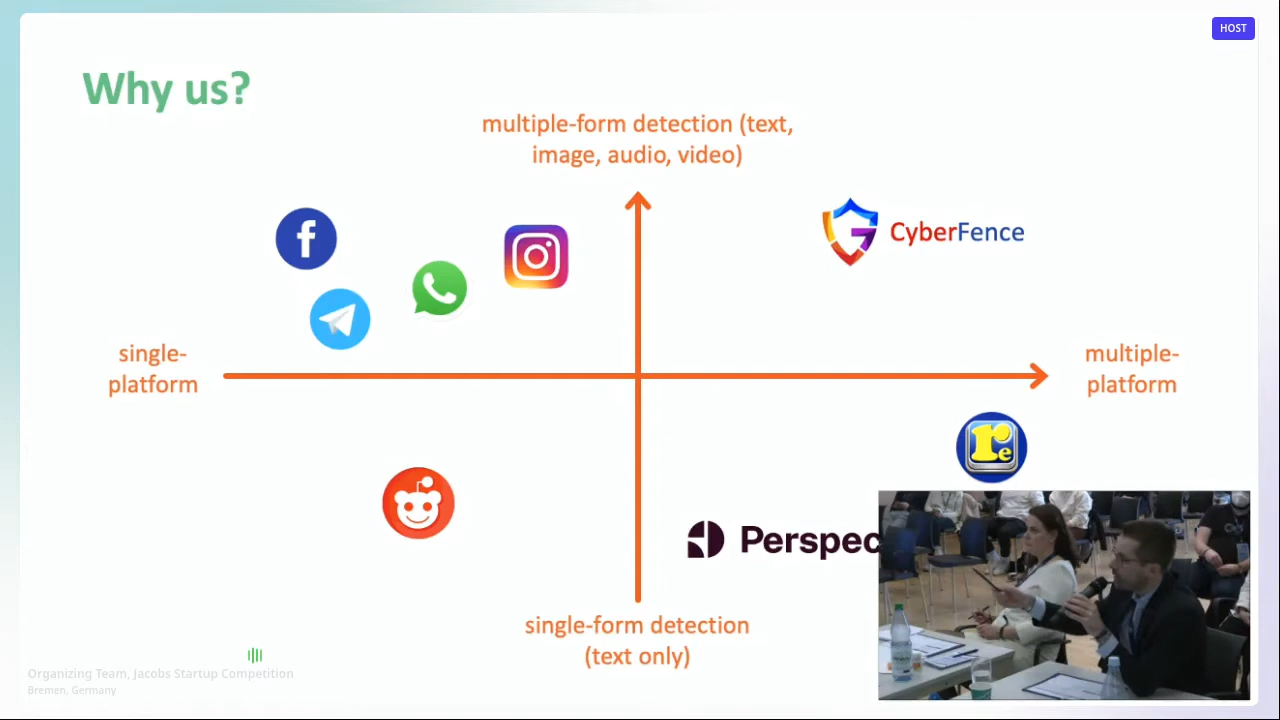 HOST
Why us?
multiple-form detection (text,
image, audio, video)
CyberFence
single-
platform
multiple-
platform
re
Perspec
single-form detection
(text only)
Organizing Team, Jacobs Startup Competition
Bremen, Germany